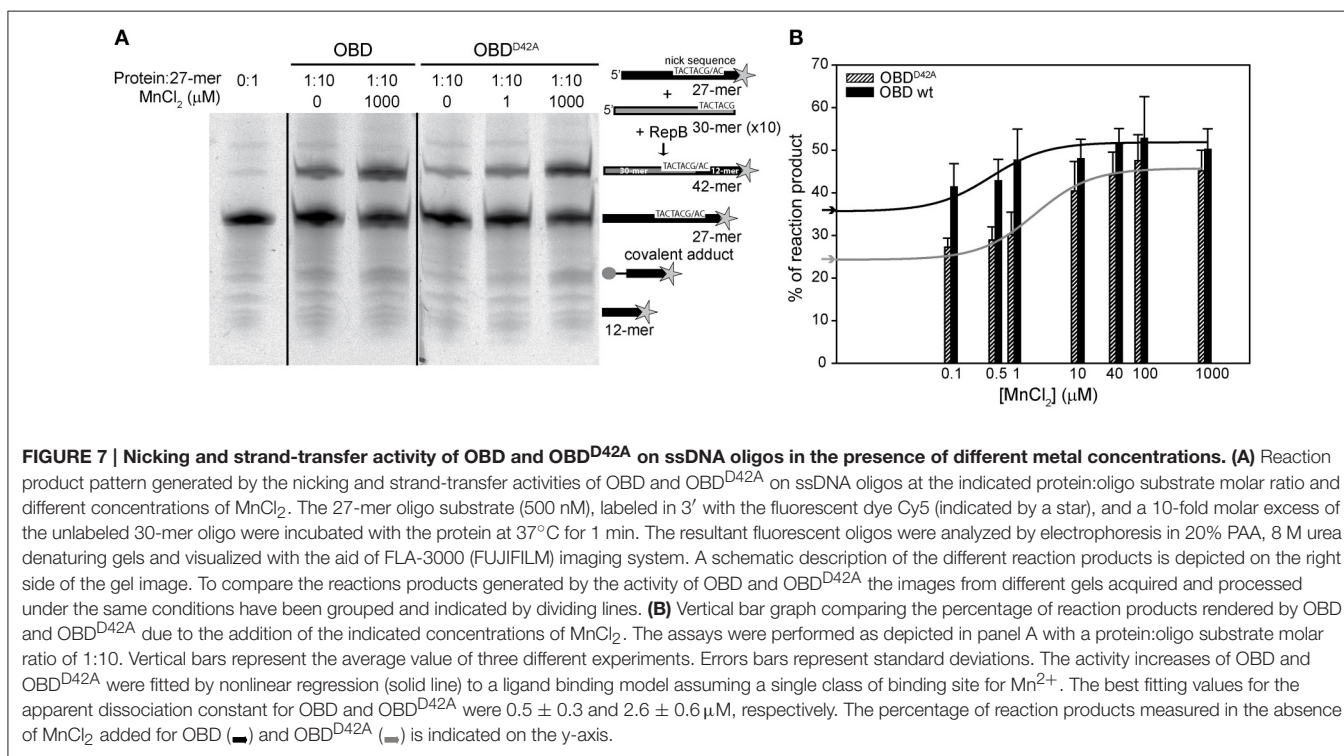 A
OBD OBD^D42A
Protein:27-mer 0:1 1:10 1:10 1:10 1:10 1:10
MnCl2 (μM) 0 1000 0 1 1000
nick sequence
5' TACTACG/AC
27-mer
+
5' TACTACG
30-mer (x10)
+ RepB
TACTACG/AC
30-mer 12-mer
42-mer
TACTACG/AC
27-mer
covalent adduct
12-mer
B
OBD^D42A
OBD wt
% of reaction product
70
60
50
40
30
20
10
0
0.1 0.5 1 10 40 100 1000
[MnCl2] (μM)
FIGURE 7 | Nicking and strand-transfer activity of OBD and OBD^D42A on ssDNA oligos in the presence of different metal concentrations. (A) Reaction
product pattern generated by the nicking and strand-transfer activities of OBD and OBD^D42A on ssDNA oligos at the indicated protein:oligo substrate molar ratio and
different concentrations of MnCl2. The 27-mer oligo substrate (500 nM), labeled in 3′ with the fluorescent dye Cy5 (indicated by a star), and a 10-fold molar excess of
the unlabeled 30-mer oligo were incubated with the protein at 37°C for 1 min. The resultant fluorescent oligos were analyzed by electrophoresis in 20% PAA, 8 M urea
denaturing gels and visualized with the aid of FLA-3000 (FUJIFILM) imaging system. A schematic description of the different reaction products is depicted on the right
side of the gel image. To compare the reactions products generated by the activity of OBD and OBD^D42A the images from different gels acquired and processed
under the same conditions have been grouped and indicated by dividing lines. (B) Vertical bar graph comparing the percentage of reaction products rendered by OBD
and OBD^D42A due to the addition of the indicated concentrations of MnCl2. The assays were performed as depicted in panel A with a protein:oligo substrate molar
ratio of 1:10. Vertical bars represent the average value of three different experiments. Errors bars represent standard deviations. The activity increases of OBD and
OBD^D42A were fitted by nonlinear regression (solid line) to a ligand binding model assuming a single class of binding site for Mn2+. The best fitting values for the
apparent dissociation constant for OBD and OBD^D42A were 0.5 ± 0.3 and 2.6 ± 0.6 μM, respectively. The percentage of reaction products measured in the absence
of MnCl2 added for OBD (➡) and OBD^D42A (➡) is indicated on the y-axis.